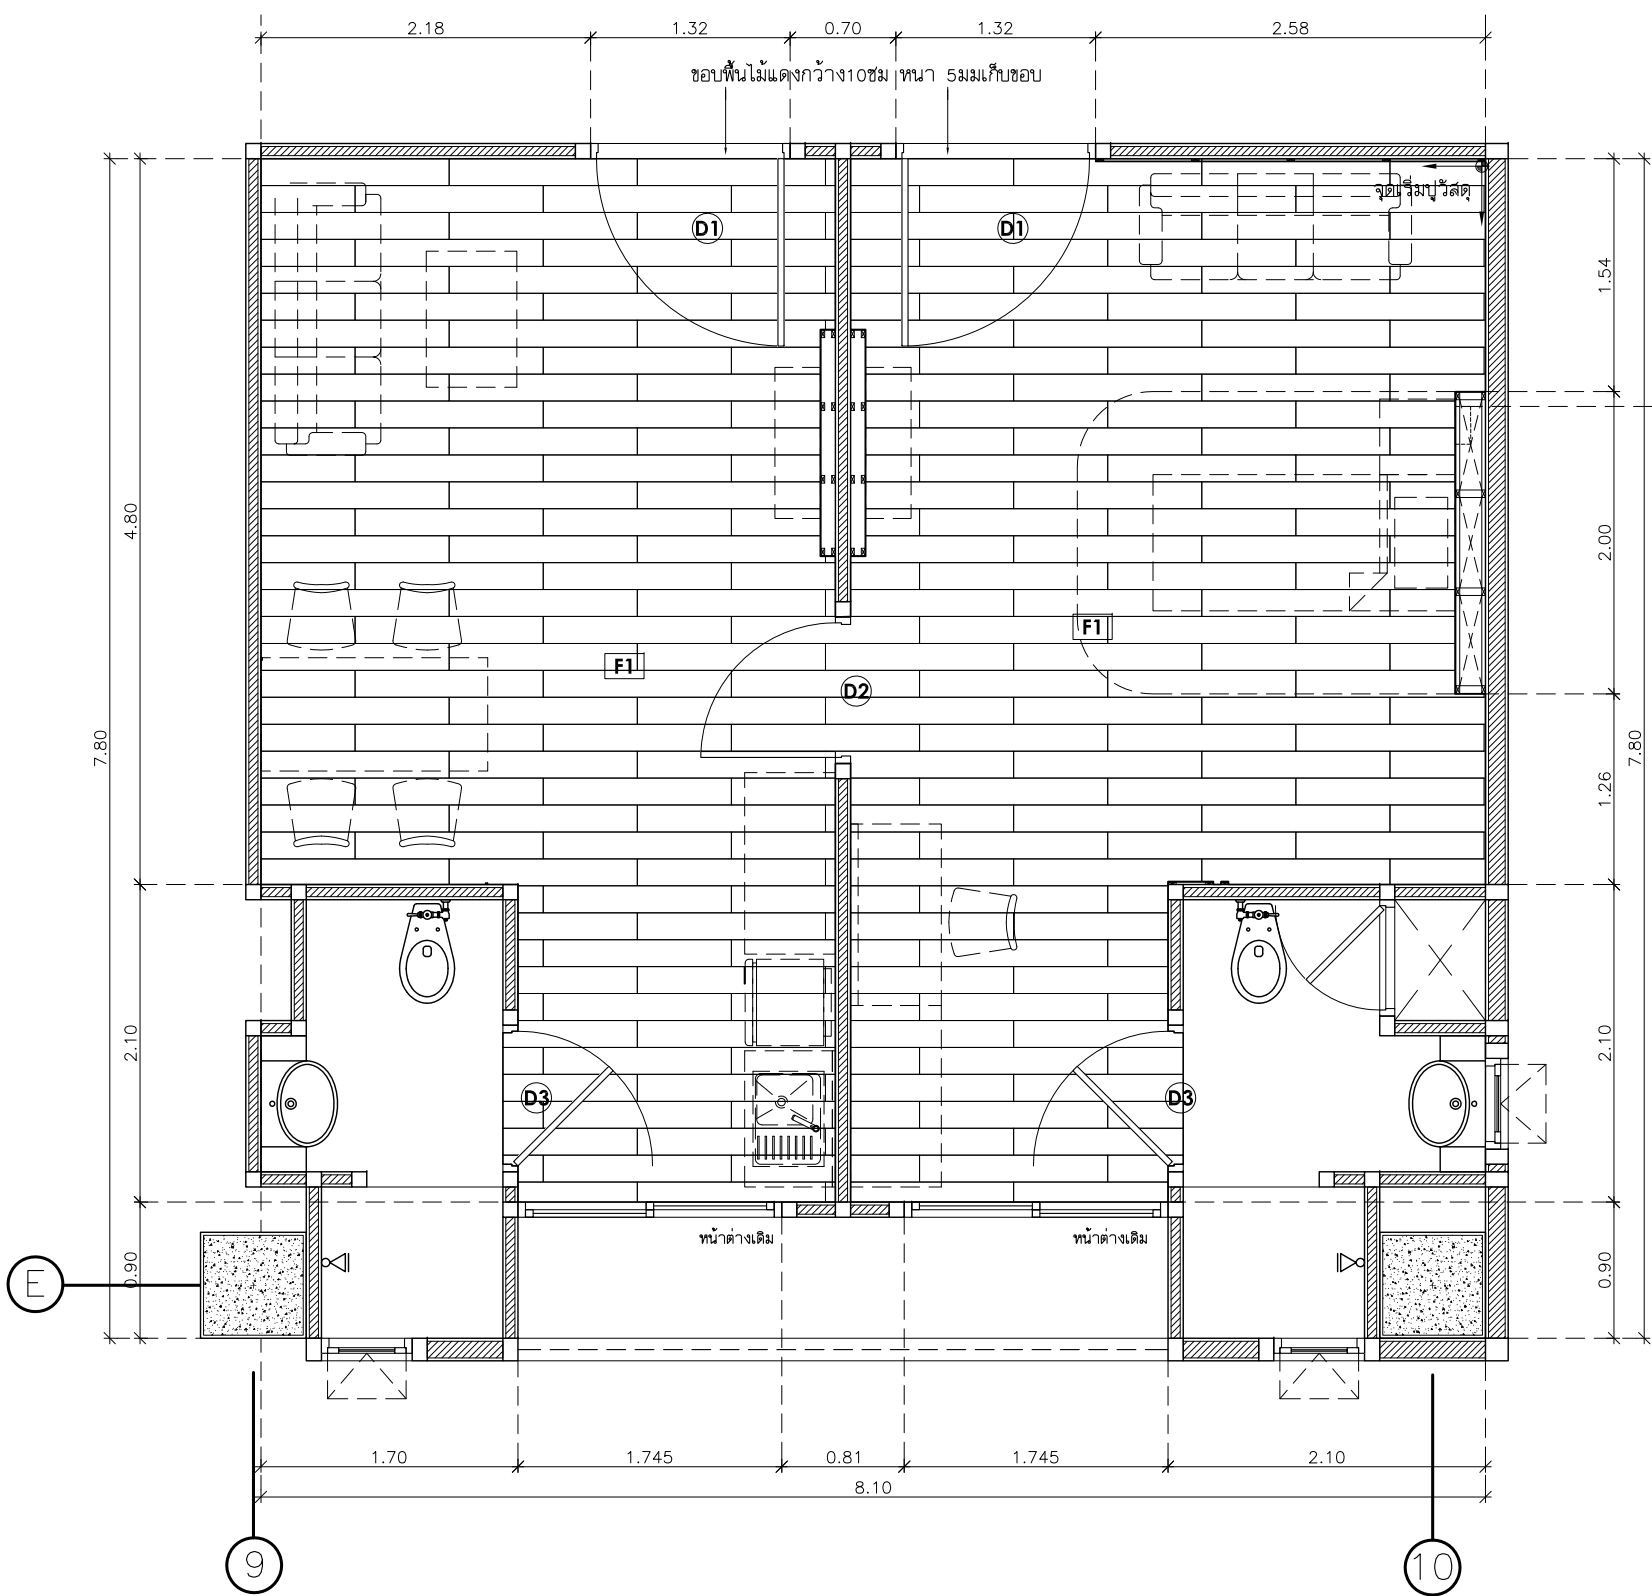 2.18 1.32 0.70 1.32 2.58
ขอบพื้นไม้แดงกว้าง10ซม หนา 5มมเก็บขอบ
จุดเริ่มปูวัสดุ
D1 D1
1.54
4.80
2.00
F1
F1
D2
7.80
7.80
1.26
2.10
2.10
D3 D3
หน้าต่างเดิม หน้าต่างเดิม
E
0.90
0.90
1.70 1.745 0.81 1.745 2.10
8.10
9 10